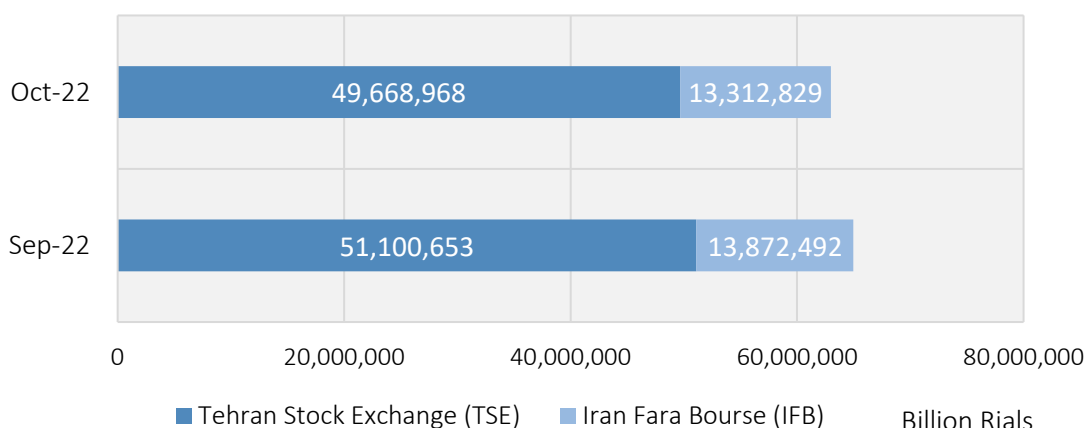 Oct-22
49,668,968 13,312,829
Sep-22
51,100,653 13,872,492
0 20,000,000 40,000,000 60,000,000 80,000,000
Tehran Stock Exchange (TSE) Iran Fara Bourse (IFB) Billion Rials